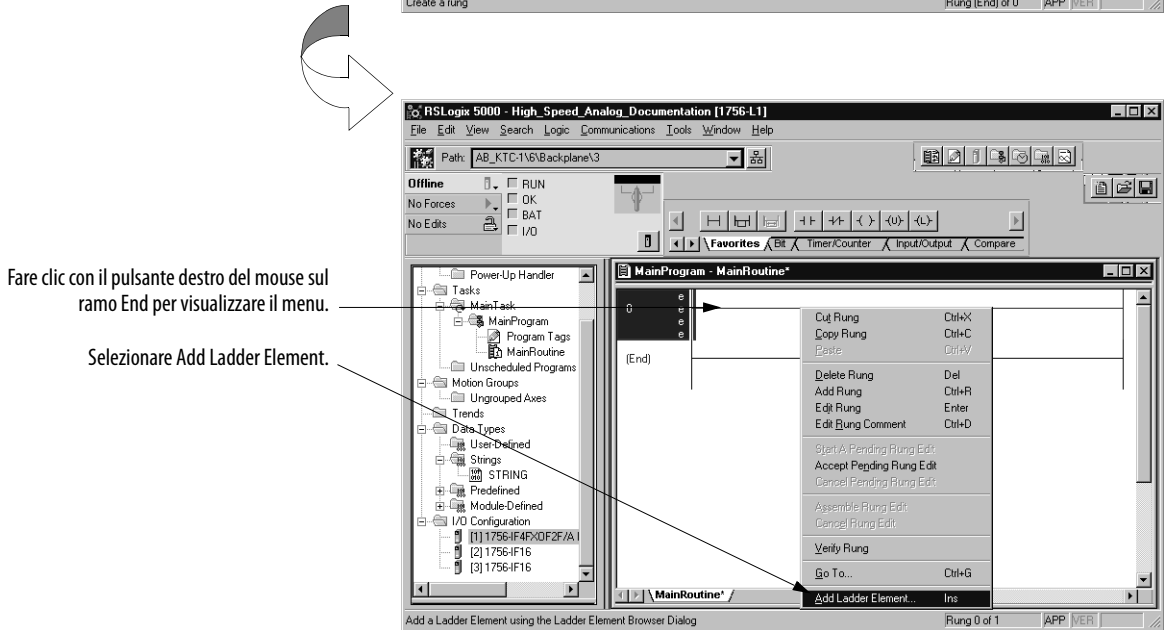 Create a rung
Rung (End) of 0 APP VER
RSLogix 5000 - High_Speed_Analog_Documentation [1756-L1]
File Edit View Search Logic Communications Tools Window Help
Path: AB_KTC-1\6\Backplane\3
Offline
No Forces
No Edits
RUN
OK
BAT
I/O
Favorites Bit Timer/Counter Input/Output Compare
Fare clic con il pulsante destro del mouse sul
ramo End per visualizzare il menu.
Selezionare Add Ladder Element.
Power-Up Handler
Tasks
MainTask
MainProgram
Program Tags
MainRoutine
Unscheduled Programs
Motion Groups
Ungrouped Axes
Trends
Data Types
User-Defined
Strings
STRING
Predefined
Module-Defined
I/O Configuration
[1] 1756-IF4FXOF2F/A
[2] 1756-IF16
[3] 1756-IF16
MainProgram - MainRoutine*
0
e
e
e
e
(End)
Cut Rung Ctrl+X
Copy Rung Ctrl+C
Paste Ctrl+V
Delete Rung Del
Add Rung Ctrl+R
Edit Rung Enter
Edit Rung Comment Ctrl+D
Start A Pending Rung Edit
Accept Pending Rung Edit
Cancel Pending Rung Edit
Assemble Rung Edit
Cancel Rung Edit
Verify Rung
Go To... Ctrl+G
Add Ladder Element... Ins
MainRoutine*
Add a Ladder Element using the Ladder Element Browser Dialog
Rung 0 of 1 APP VER